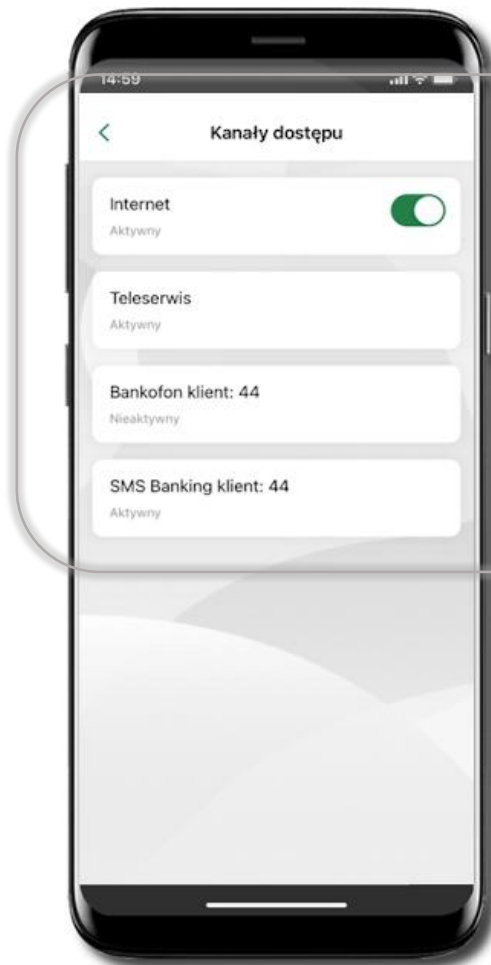 14:59
Kanały dostępu
Internet
Aktywny
Teleserwis
Aktywny
Bankofon klient: 44
Nieaktywny
SMS Banking klient: 44
Aktywny